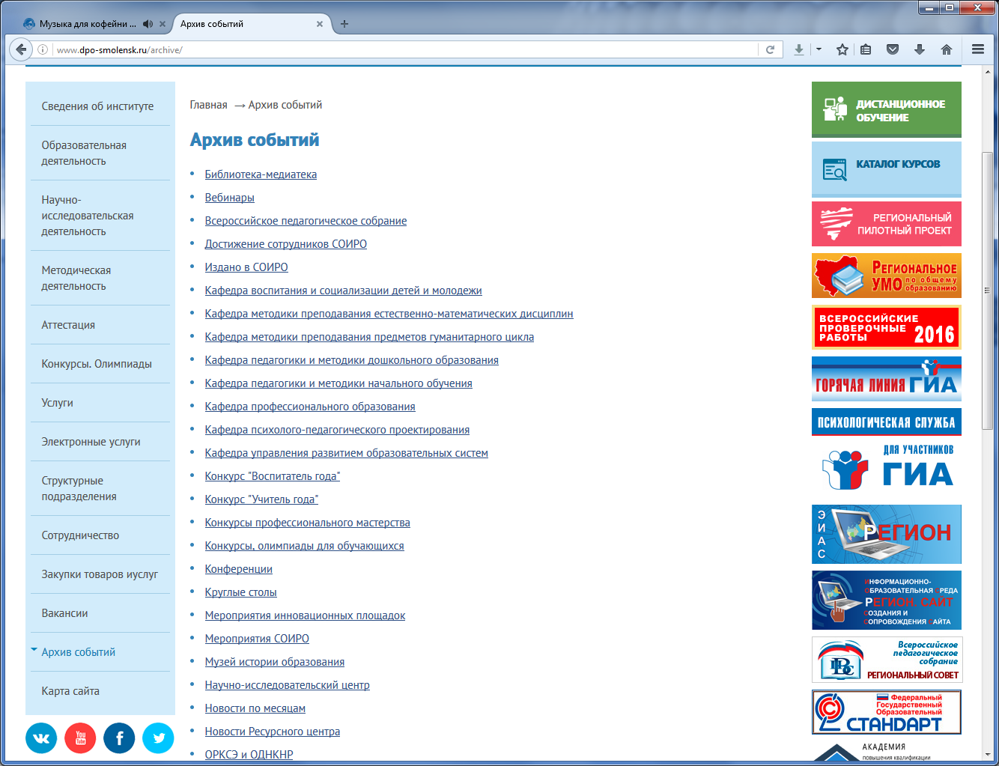 Музыка для кофейни ...
Архив событий
www.dpo-smolensk.ru/archive/
Сведения об институте
Образовательная
деятельность
Научно-
исследовательская
деятельность
Методическая
деятельность
Аттестация
Конкурсы. Олимпиады
Услуги
Электронные услуги
Структурные
подразделения
Сотрудничество
Закупки товаров иуслуг
Вакансии
Архив событий
Карта сайта
You
Tube
Главная → Архив событий
Архив событий
Библиотека-медиатека
Вебинары
Всероссийское педагогическое собрание
Достижение сотрудников СОИРО
Издано в СОИРО
Кафедра воспитания и социализации детей и молодежи
Кафедра методики преподавания естественно-математических дисциплин
Кафедра методики преподавания предметов гуманитарного цикла
Кафедра педагогики и методики дошкольного образования
Кафедра педагогики и методики начального обучения
Кафедра профессионального образования
Кафедра психолого-педагогического проектирования
Кафедра управления развитием образовательных систем
Конкурс "Воспитатель года"
Конкурс "Учитель года"
Конкурсы профессионального мастерства
Конкурсы, олимпиады для обучающихся
Конференции
Круглые столы
Мероприятия инновационных площадок
Мероприятия СОИРО
Музей истории образования
Научно-исследовательский центр
Новости по месяцам
Новости Ресурсного центра
ОРКСЭ и ОДНКНР
ДИСТАНЦИОННОЕ
ОБУЧЕНИЕ
КАТАЛОГ КУРСОВ
РЕГИОНАЛЬНЫЙ
ПИЛОТНЫЙ ПРОЕКТ
РЕГИОНАЛЬНОЕ
УМО по общему
образованию
ВСЕРОССИЙСКИЕ
ПРОВЕРОЧНЫЕ
РАБОТЫ 2016
ГОРЯЧАЯ ЛИНИЯ ГИА
ПСИХОЛОГИЧЕСКАЯ СЛУЖБА
ДЛЯ УЧАСТНИКОВ
ГИА
ЭИАС
РЕГИОН
ИНФОРМАЦИОННО-
ОБРАЗОВАТЕЛЬНАЯ СРЕДА
РЕГИОН. САЙТ
СОЗДАНИЯ И
СОПРОВОЖДЕНИЯ САЙТА
Всероссийское
педагогическое
собрание
РЕГИОНАЛЬНЫЙ СОВЕТ
Федеральный
Государственный
Образовательный
СТАНДАРТ
АКАДЕМИЯ
повышения квалификации